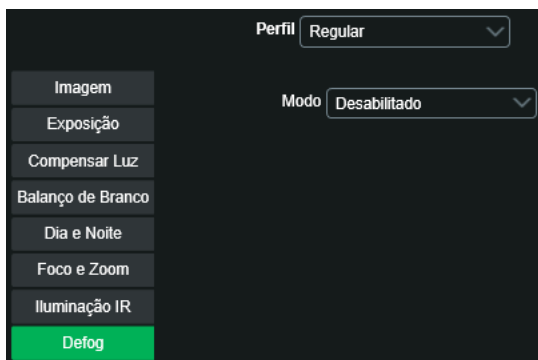 Perfil Regular
Imagem
Modo Desabilitado
Exposição
Compensar Luz
Balanço de Branco
Dia e Noite
Foco e Zoom
Iluminação IR
Defog